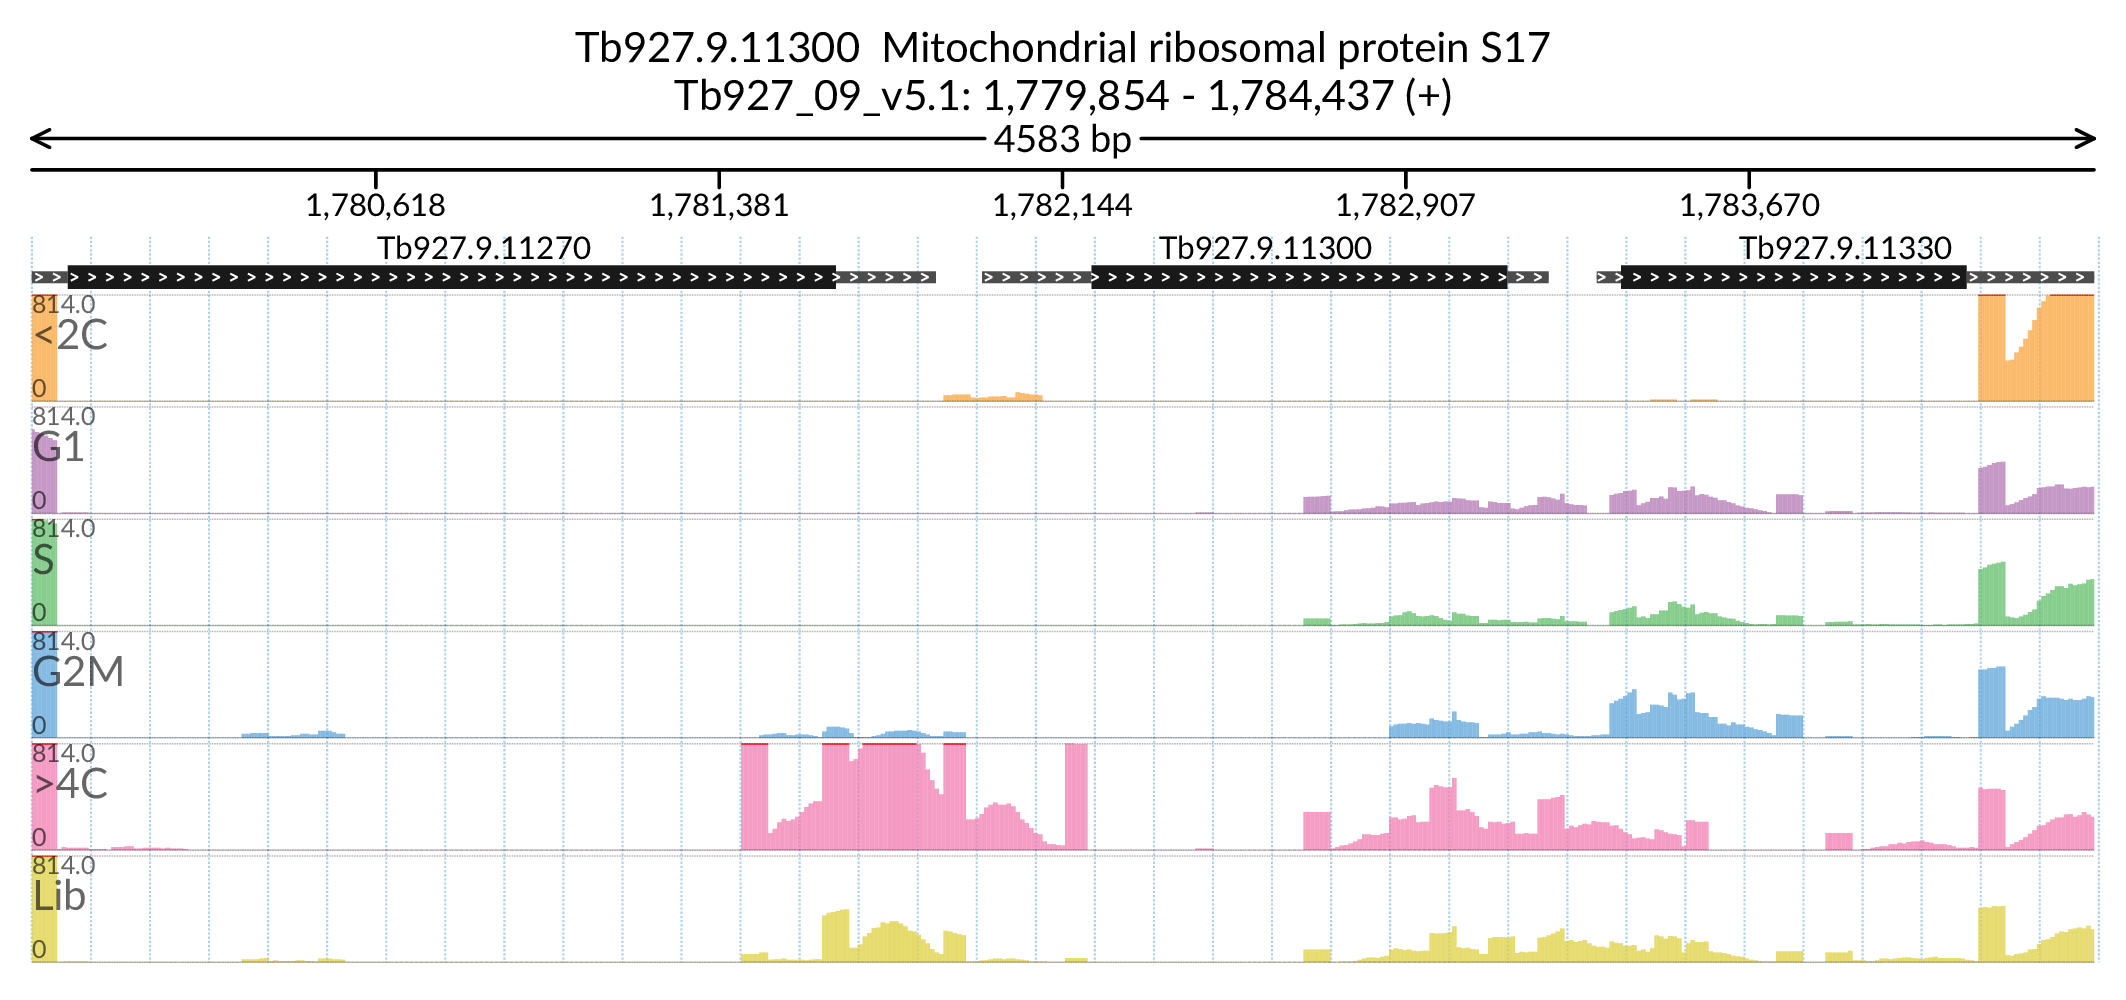 Tb927.9.11300  Mitochondrial ribosomal protein S17
Tb927_09_v5.1: 1,779,854 - 1,784,437 (+)
4583 bp
1,780,618 1,781,381 1,782,144 1,782,907 1,783,670
Tb927.9.11270 Tb927.9.11300 Tb927.9.11330
814.0
<2C
0
814.0
G1
0
814.0
S
0
814.0
G2M
0
814.0
>4C
0
814.0
Lib
0